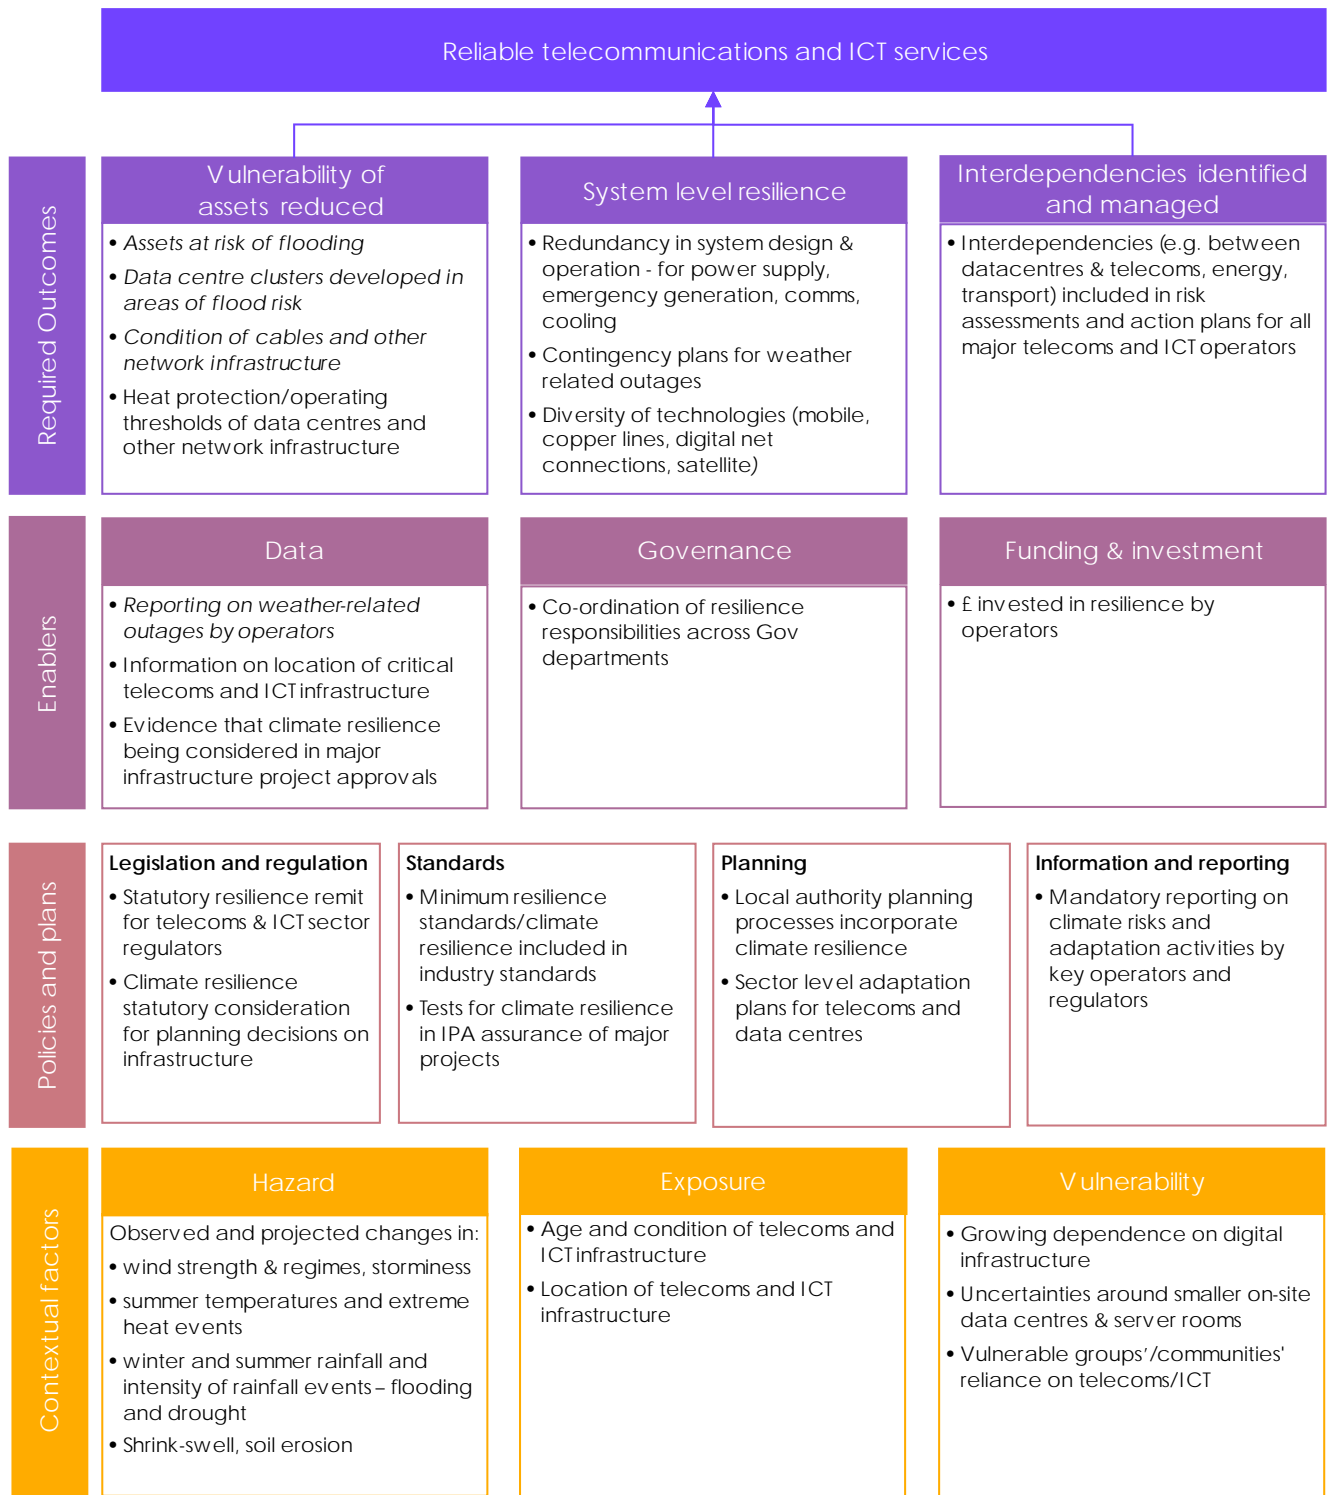 Reliable telecommunications and ICT services
Required Outcomes
Vulnerability of
assets reduced
• Assets at risk of flooding
• Data centre clusters developed in
areas of flood risk
• Condition of cables and other
network infrastructure
• Heat protection/operating
thresholds of data centres and
other network infrastructure
System level resilience
• Redundancy in system design &
operation - for power supply,
emergency generation, comms,
cooling
• Contingency plans for weather
related outages
• Diversity of technologies (mobile,
copper lines, digital net
connections, satellite)
Interdependencies identified
and managed
• Interdependencies (e.g. between
datacentres & telecoms, energy,
transport) included in risk
assessments and action plans for all
major telecoms and ICT operators
Enablers
Data
• Reporting on weather-related
outages by operators
• Information on location of critical
telecoms and ICT infrastructure
• Evidence that climate resilience
being considered in major
infrastructure project approvals
Governance
• Co-ordination of resilience
responsibilities across Gov
departments
Funding & investment
• £ invested in resilience by
operators
Policies and plans
Legislation and regulation
• Statutory resilience remit
for telecoms & ICT sector
regulators
• Climate resilience
statutory consideration
for planning decisions on
infrastructure
Standards
• Minimum resilience
standards/climate
resilience included in
industry standards
• Tests for climate resilience
in IPA assurance of major
projects
Planning
• Local authority planning
processes incorporate
climate resilience
• Sector level adaptation
plans for telecoms and
data centres
Information and reporting
• Mandatory reporting on
climate risks and
adaptation activities by
key operators and
regulators
Contextual factors
Hazard
Observed and projected changes in:
• wind strength & regimes, storminess
• summer temperatures and extreme
heat events
• winter and summer rainfall and
intensity of rainfall events – flooding
and drought
• Shrink-swell, soil erosion
Exposure
• Age and condition of telecoms and
ICT infrastructure
• Location of telecoms and ICT
infrastructure
Vulnerability
• Growing dependence on digital
infrastructure
• Uncertainties around smaller on-site
data centres & server rooms
• Vulnerable groups'/communities'
reliance on telecoms/ICT